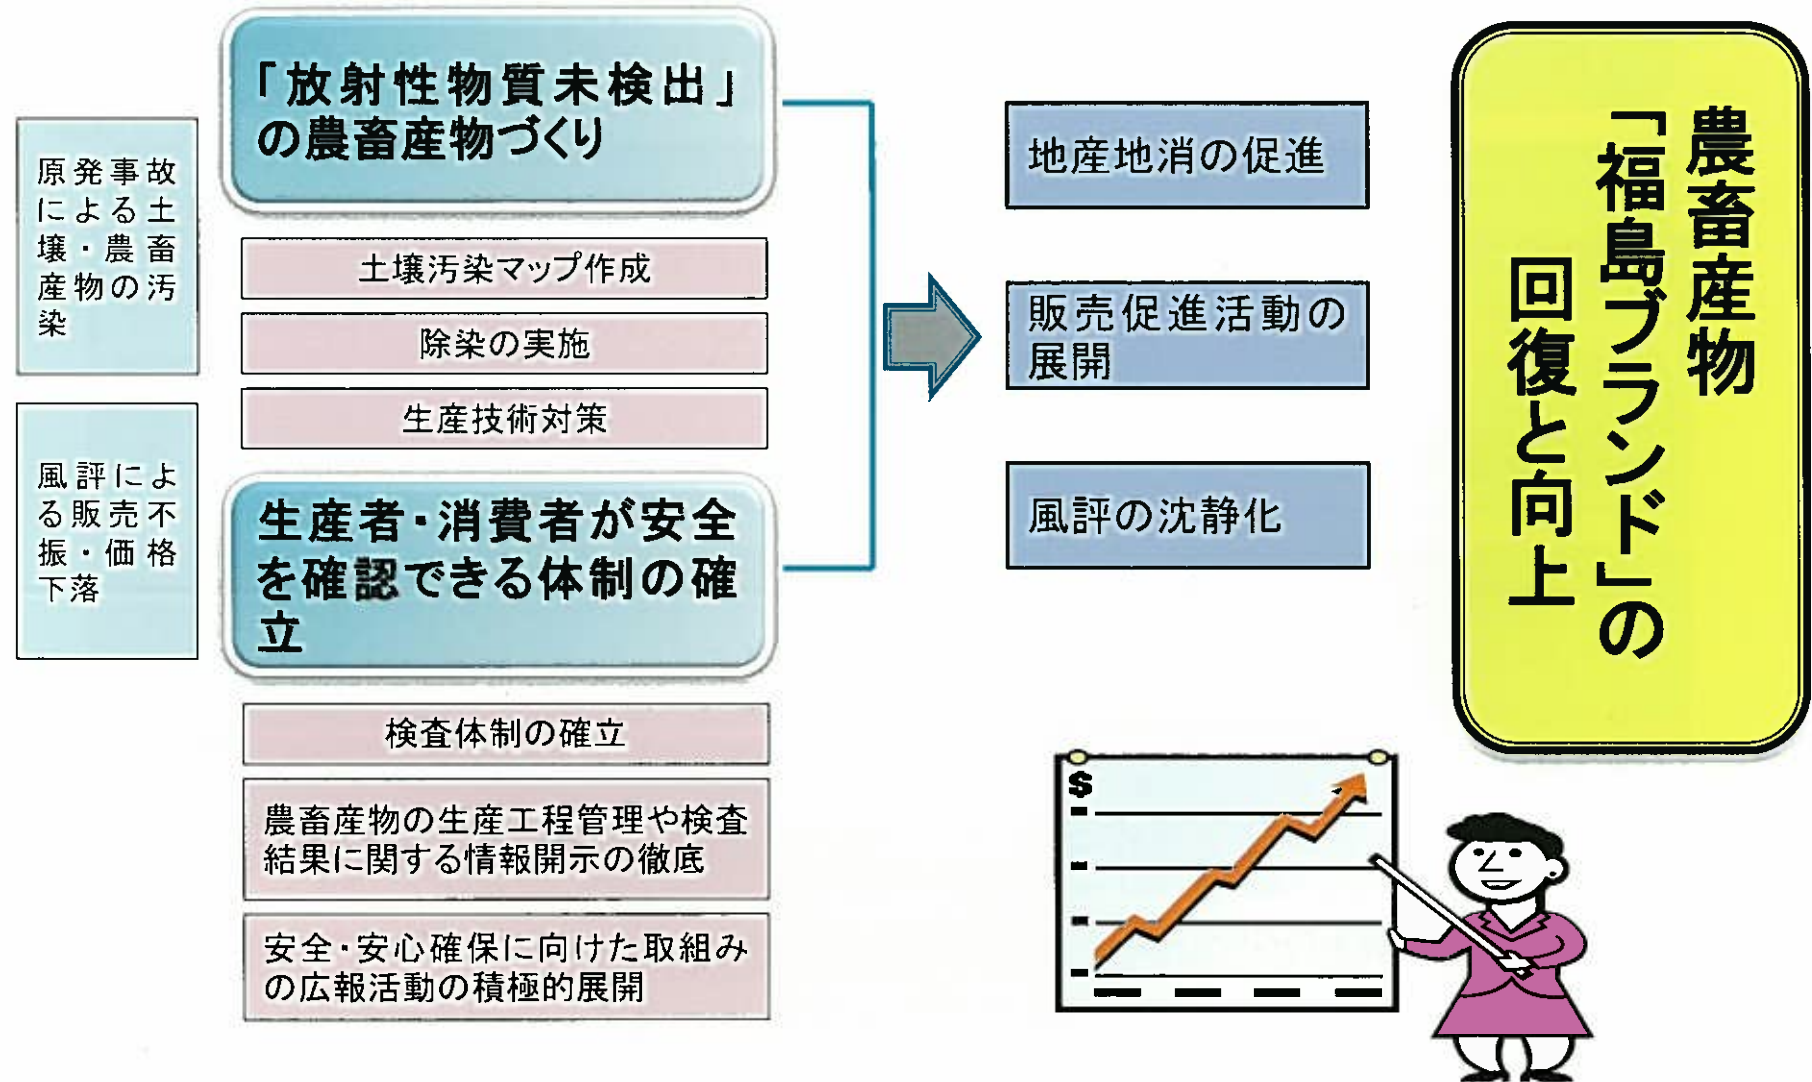 原発事故
による土
壌・農畜
産物の汚
染
風評によ
る販売不
振・価格
下落
「放射性物質未検出」
の農畜産物づくり
土壌汚染マップ作成
除染の実施
生産技術対策
生産者・消費者が安全
を確認できる体制の確
立
検査体制の確立
農畜産物の生産工程管理や検査
結果に関する情報開示の徹底
安全・安心確保に向けた取組み
の広報活動の積極的展開
地産地消の促進
販売促進活動の
展開
風評の沈静化
農畜産物
「福島ブランド」の
回復と向上
$